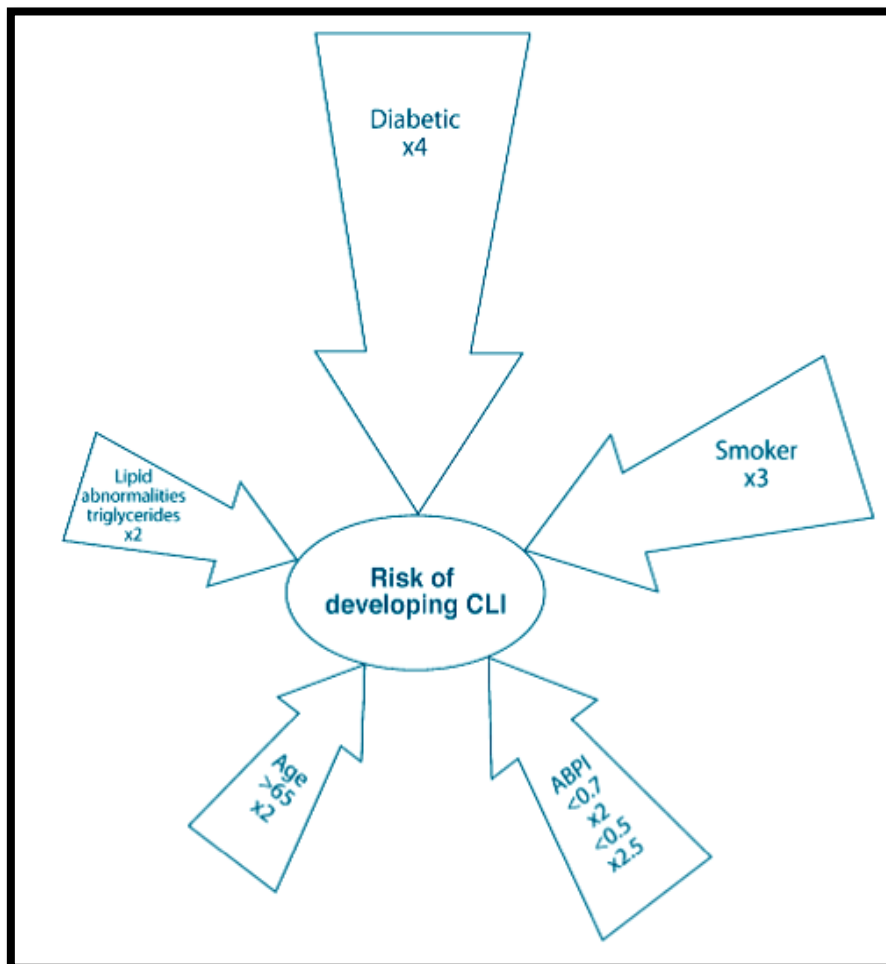 Diabetic
x4
Smoker
x3
Lipid
abnormalities
triglycerides
x2
Risk of
developing CLI
Age
>65
x2
ABPI
<0.7
x2
<0.5
x2.5